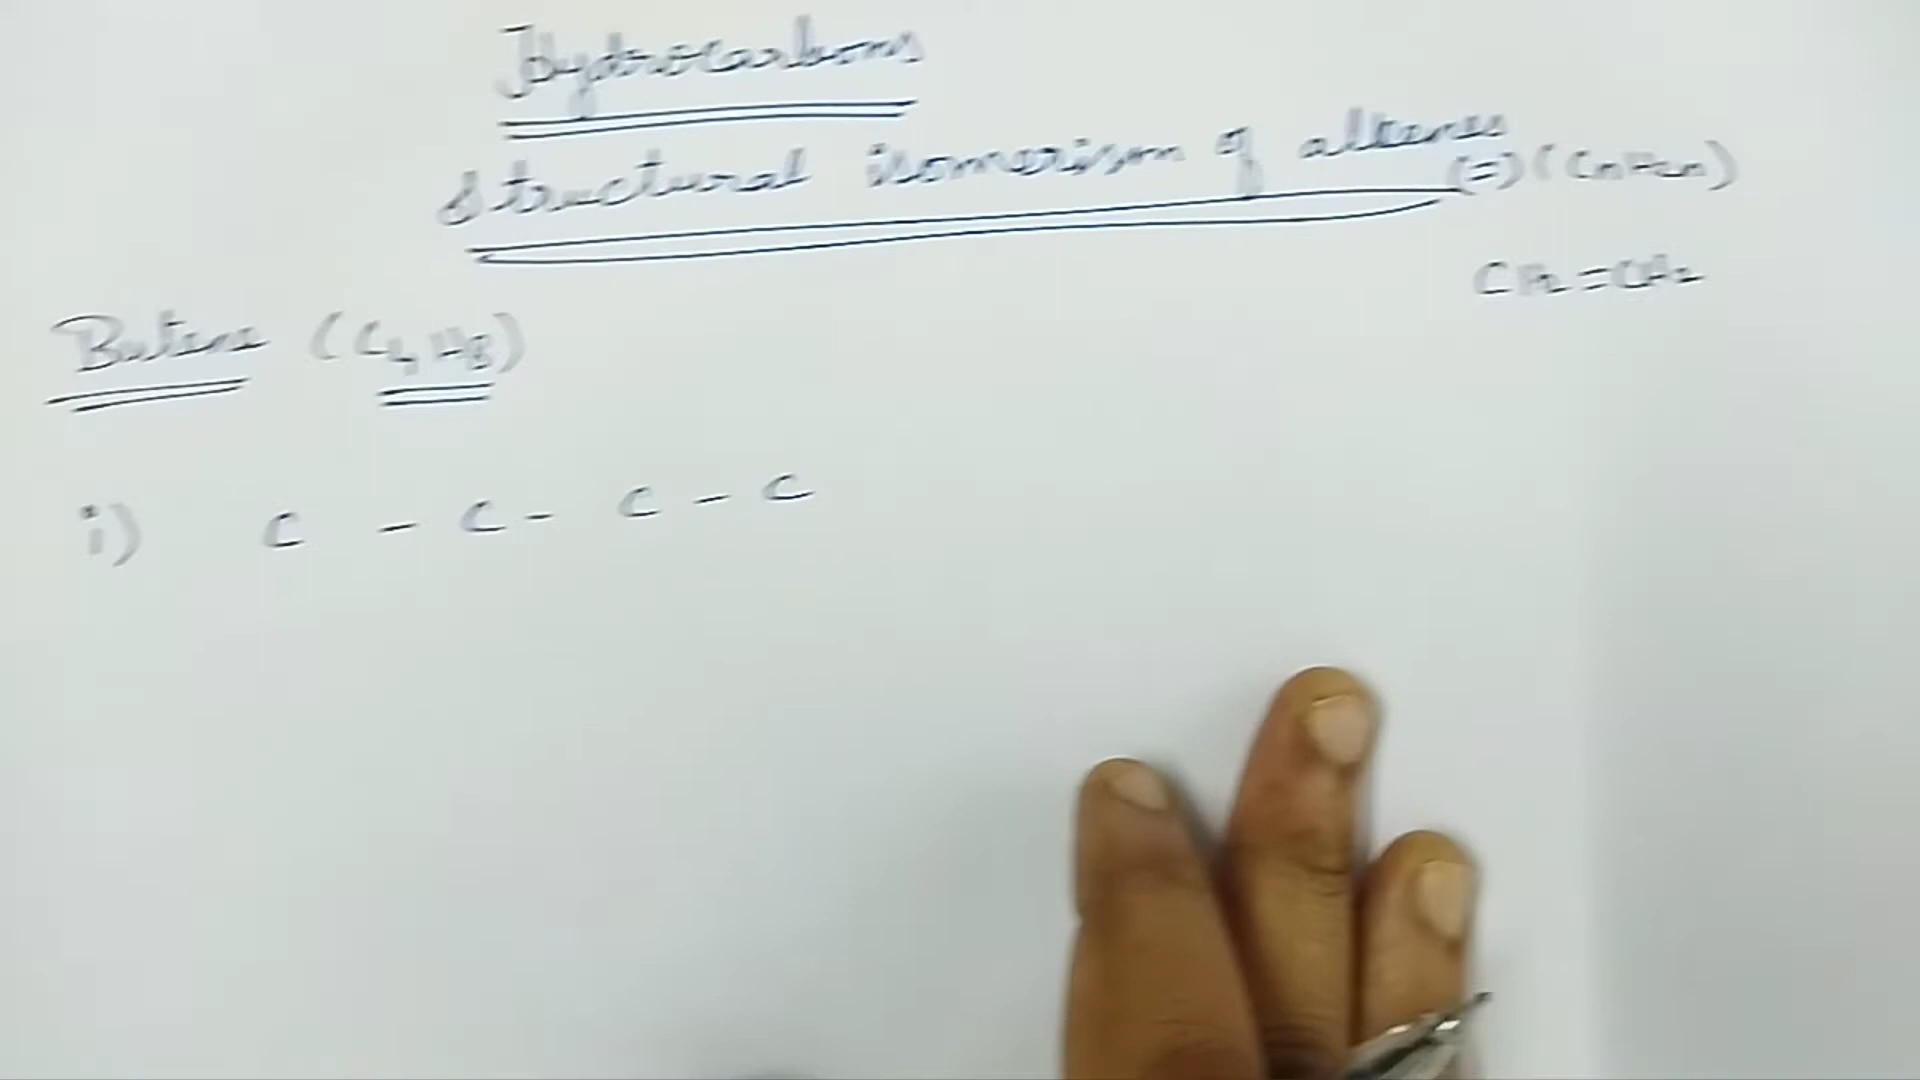 Hydrocarbons
Structural isomerism of alkenes (=) (CnH2n)
CH2 = CH2
Butene (C4H8)
i) C - C - C - C